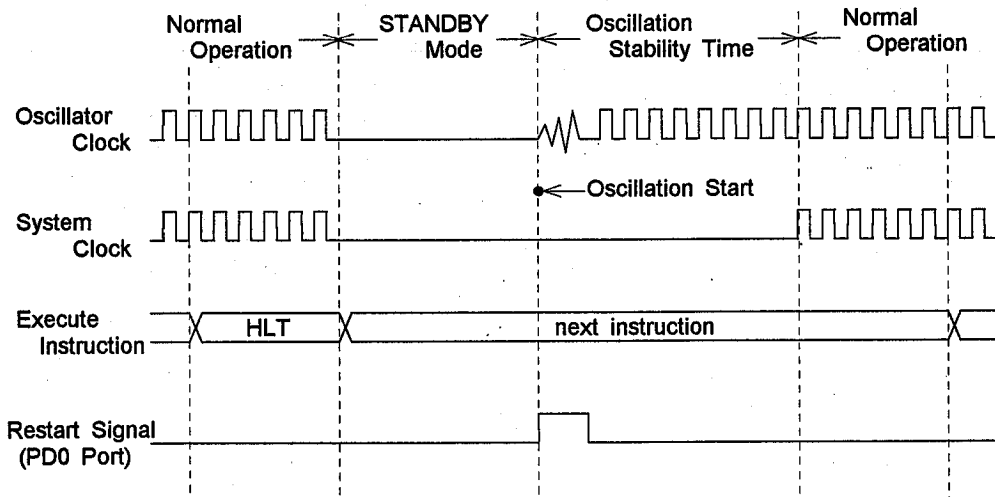 Normal
Operation
STANDBY
Mode
Oscillation
Stability Time
Normal
Operation
Oscillator
Clock
Oscillation Start
System
Clock
Execute
Instruction
HLT
next instruction
Restart Signal
(PD0 Port)